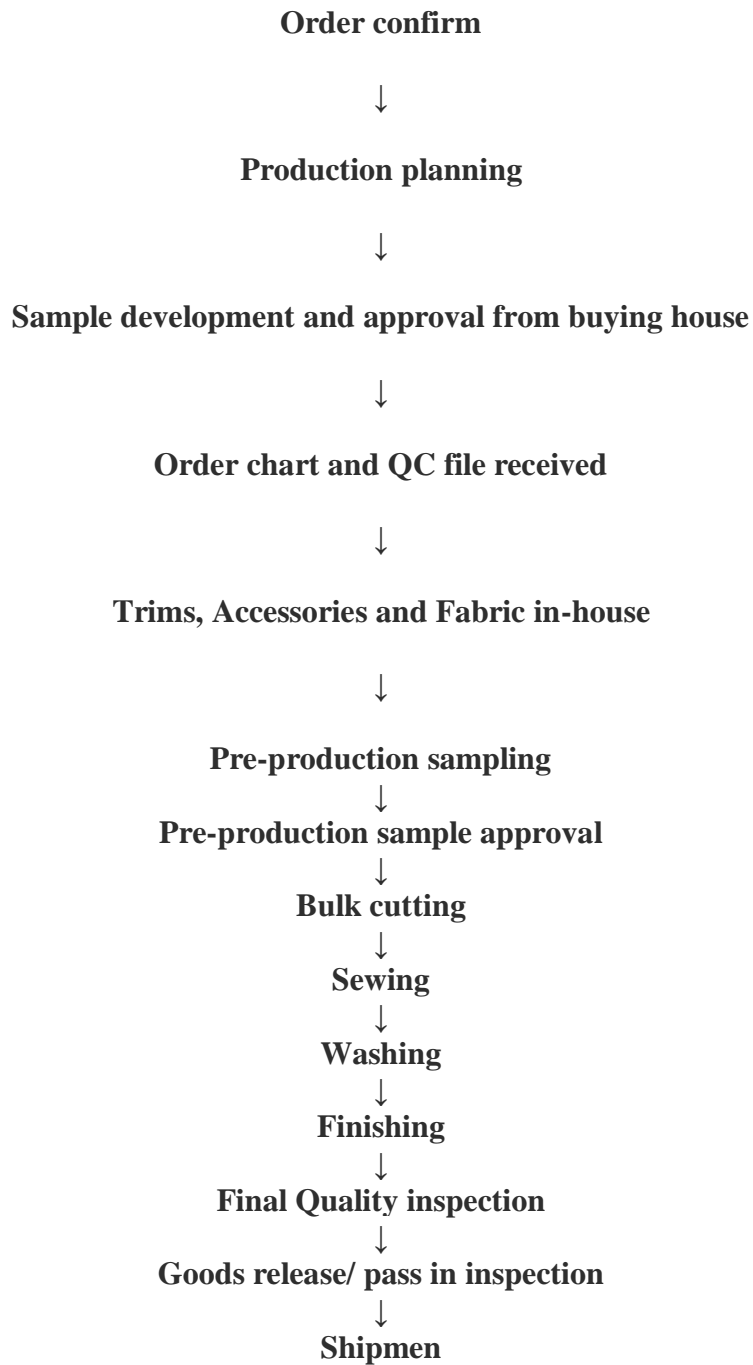 Order confirm
↓
Production planning
↓
Sample development and approval from buying house
↓
Order chart and QC file received
↓
Trims, Accessories and Fabric in-house
↓
Pre-production sampling
↓
Pre-production sample approval
↓
Bulk cutting
↓
Sewing
↓
Washing
↓
Finishing
↓
Final Quality inspection
↓
Goods release/ pass in inspection
↓
Shipmen